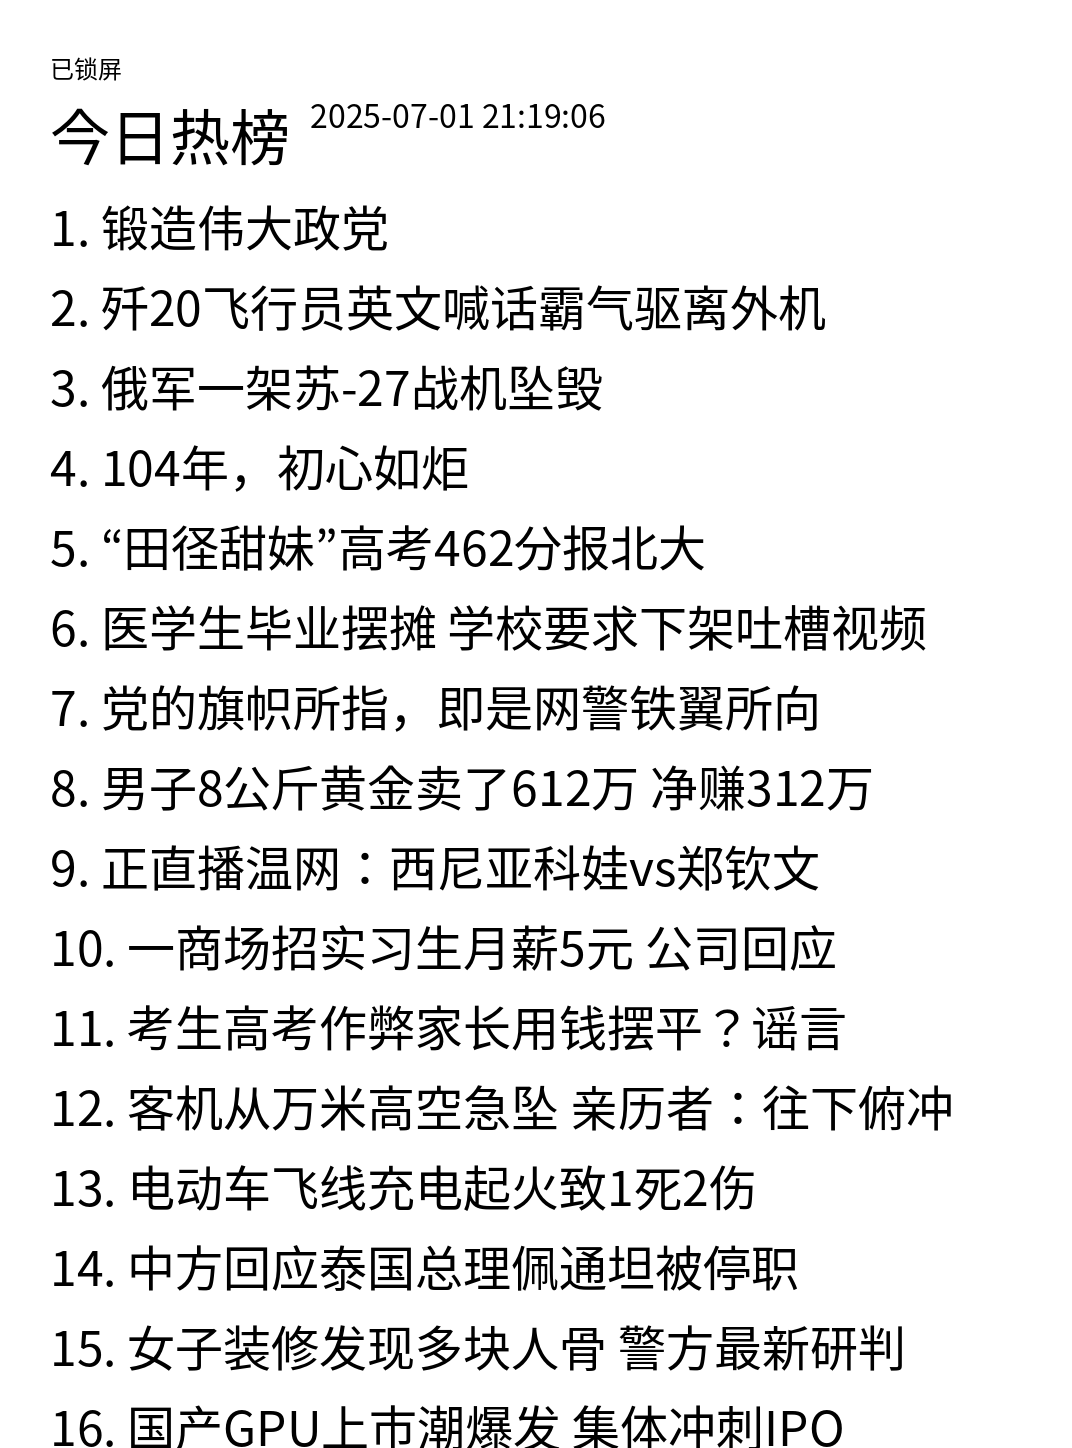 已锁屏
今日热榜 2025-07-01 21:19:06
1. 锻造伟大政党
2. 歼20飞行员英文喊话霸气驱离外机
3. 俄军一架苏-27战机坠毁
4. 104年，初心如炬
5. “田径甜妹”高考462分报北大
6. 医学生毕业摆摊 学校要求下架吐槽视频
7. 党的旗帜所指，即是网警铁翼所向
8. 男子8公斤黄金卖了612万 净赚312万
9. 正直播温网：西尼亚科娃vs郑钦文
10. 一商场招实习生月薪5元 公司回应
11. 考生高考作弊家长用钱摆平？谣言
12. 客机从万米高空急坠 亲历者：往下俯冲
13. 电动车飞线充电起火致1死2伤
14. 中方回应泰国总理佩通坦被停职
15. 女子装修发现多块人骨 警方最新研判
16. 国产GPU上市潮爆发 集体冲刺IPO